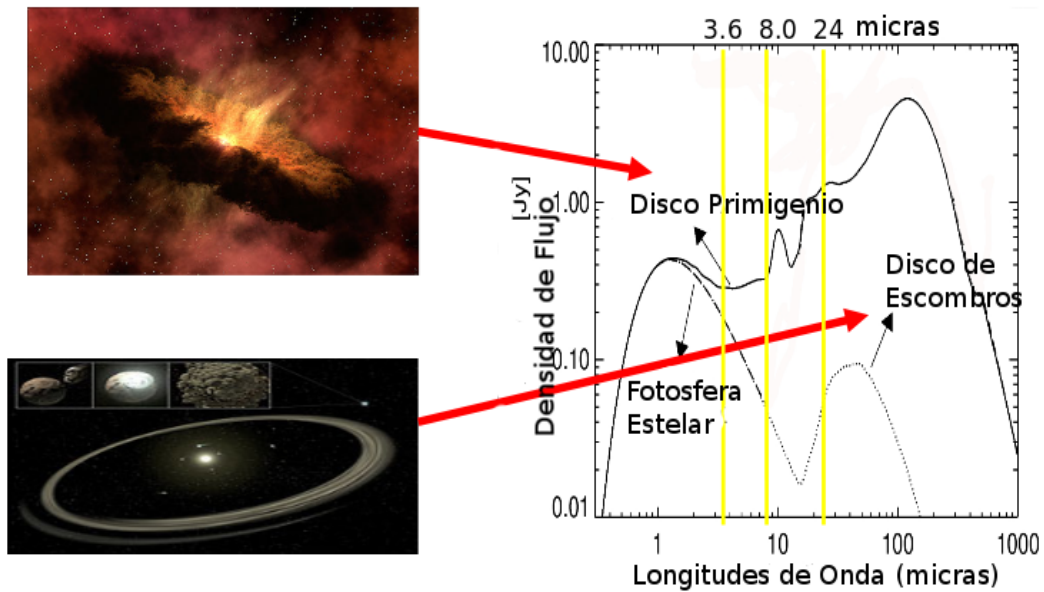 3.6 8.0 24 micras
10.00
1.00
0.10
0.01
Densidad de Flujo [Jy]
Disco Primigenio
Disco de
Escombros
Fotosfera
Estelar
1 10 100 1000
Longitudes de Onda (micras)